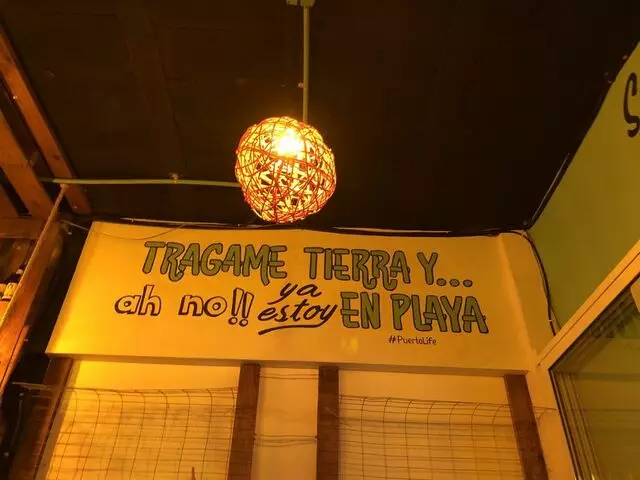 TRAGAME TIERRA Y...
ah no!! ya estoy EN PLAYA
#PuertoLife
S